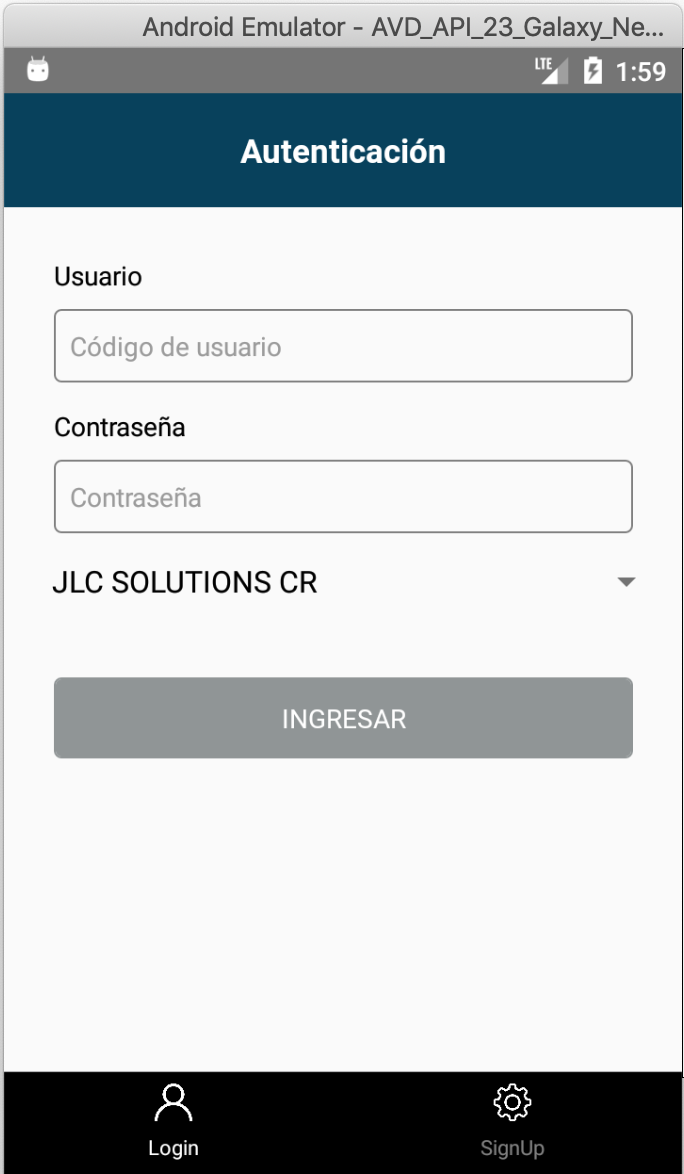 Android Emulator - AVD_API_23_Galaxy_Ne...
LTE 1:59
Autenticación
Usuario
Código de usuario
Contraseña
Contraseña
JLC SOLUTIONS CR
INGRESAR
Login SignUp